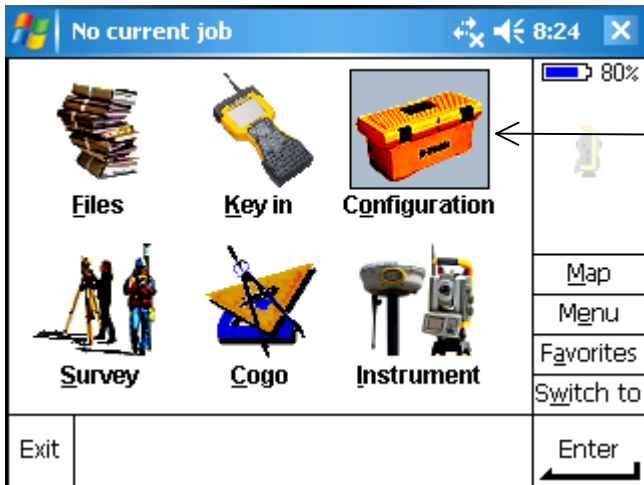 No current job 8:24
80%
Files Key in Configuration
Map
Menu
Favorites
Survey Cogo Instrument
Switch to
Exit Enter